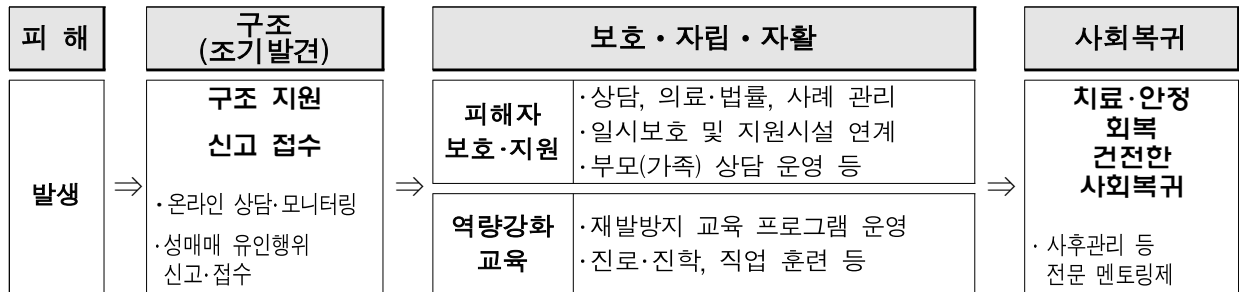 피 해
구조
(조기발견)
보호·자립·자활
사회복귀
발생
⇒
구조 지원
신고 접수
·온라인 상담·모니터링
·성매매 유인행위
신고·접수
⇒
피해자
보호·지원
·상담, 의료·법률, 사례 관리
·일시보호 및 지원시설 연계
·부모(가족) 상담 운영 등
역량강화
교육
·재발방지 교육 프로그램 운영
·진로·진학, 직업 훈련 등
⇒
치료·안정
회복
건전한
사회복귀
·사후관리 등
전문 멘토링제